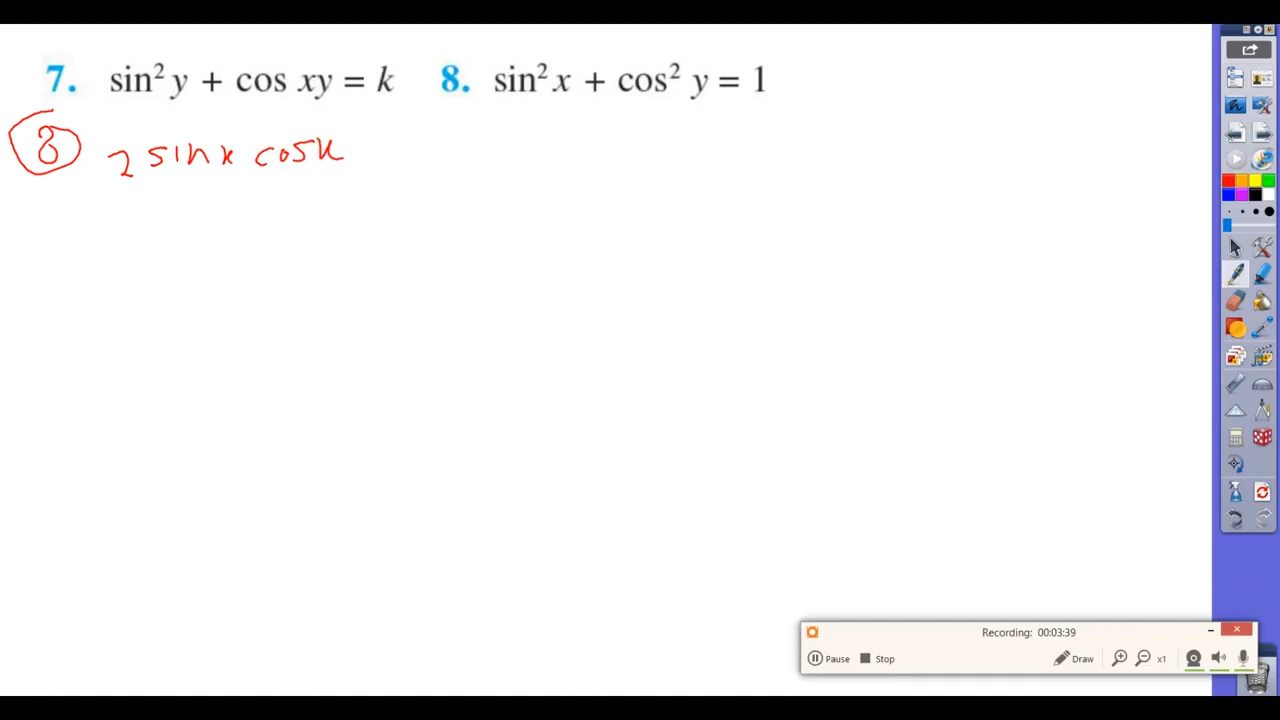 7. sin² y + cos xy = k 8. sin² x + cos² y = 1
8 2 sin x cos x
Recording: 00:03:39
Pause Stop Draw x1